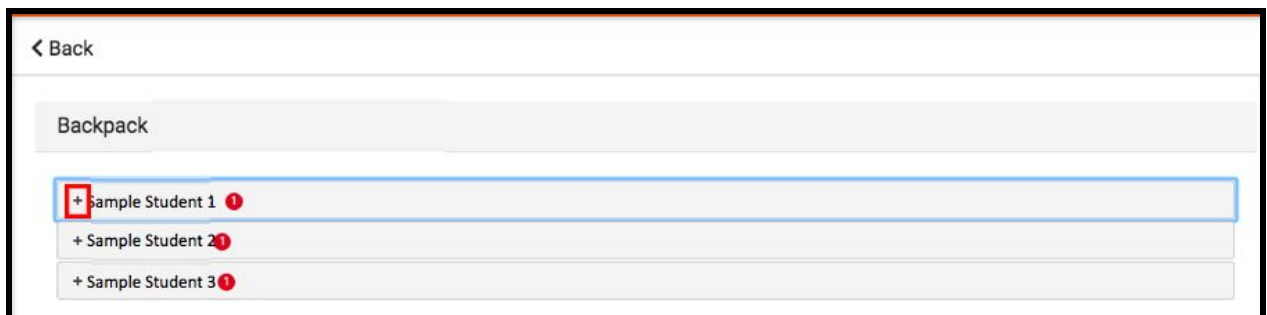 Back
Backpack
+ Sample Student 1 1
+ Sample Student 2 1
+ Sample Student 3 1